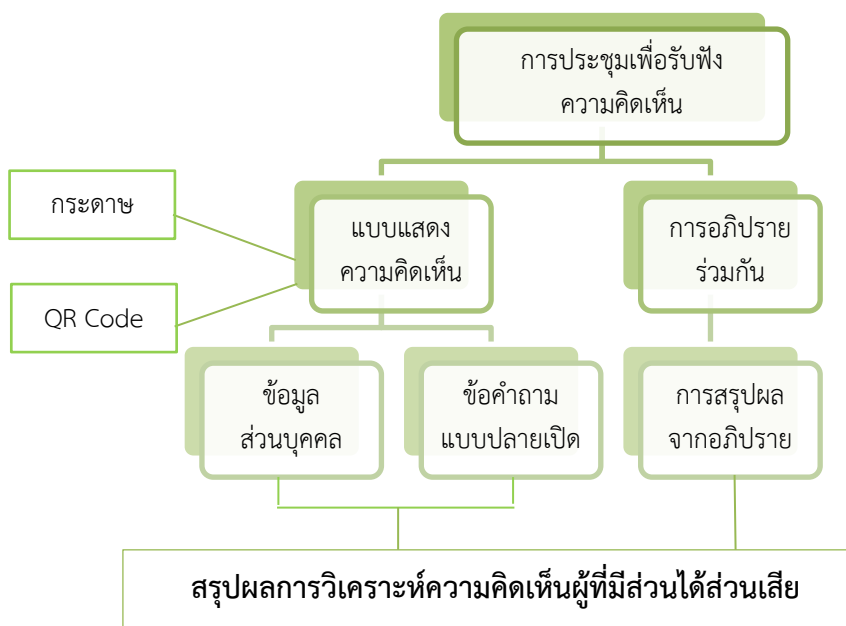 การประชุมเพื่อรับฟัง
ความคิดเห็น
กระดาษ
QR Code
แบบแสดง
ความคิดเห็น
การอภิปราย
ร่วมกัน
ข้อมูล
ส่วนบุคคล
ข้อคำถาม
แบบปลายเปิด
การสรุปผล
จากอภิปราย
สรุปผลการวิเคราะห์ความคิดเห็นผู้ที่มีส่วนได้ส่วนเสีย